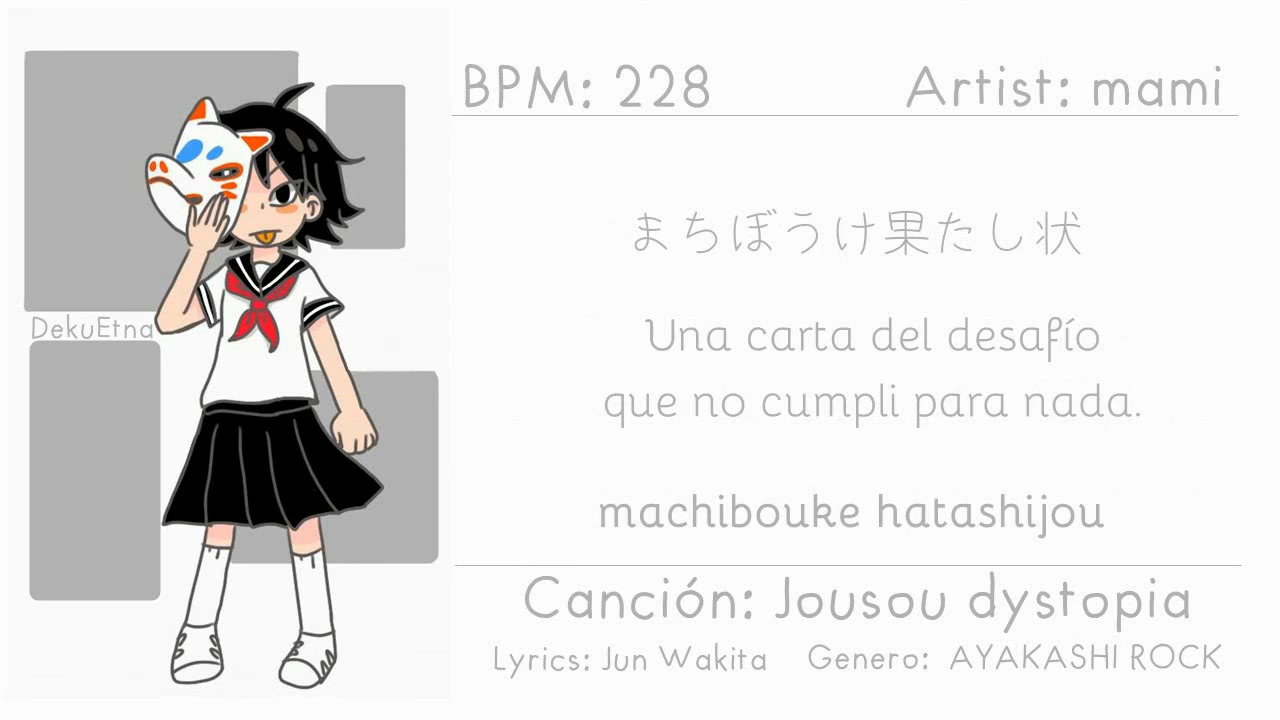 BPM: 228
Artist: mami
まちぼうけ果たし状
Una carta del desafío
que no cumpli para nada.
DekuEtna
machibouke hatashijou
Canción: Jousou dystopia
Lyrics: Jun Wakita
Genero: AYAKASHI ROCK